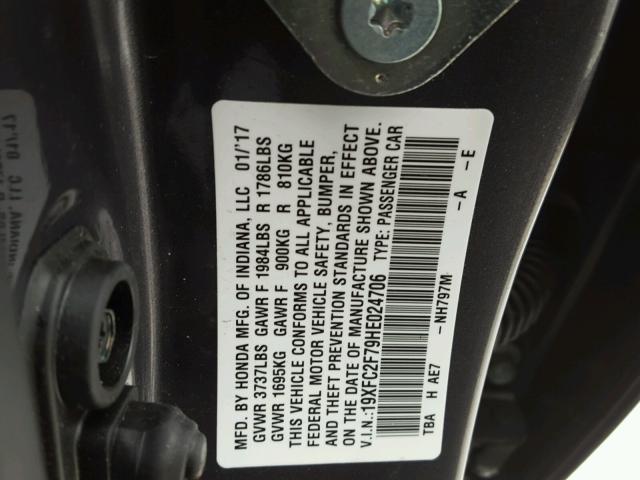 MFD. BY HONDA MFG. OF INDIANA, LLC 01/'17
GVWR 3737LBS GAWR F 1984LBS R 1786LBS
GVWR 1695KG GAWR F 900KG R 810KG
THIS VEHICLE CONFORMS TO ALL APPLICABLE
FEDERAL MOTOR VEHICLE SAFETY, BUMPER,
AND THEFT PREVENTION STANDARDS IN EFFECT
ON THE DATE OF MANUFACTURE SHOWN ABOVE.
V.I.N.:19XFC2F79HE024706 TYPE: PASSENGER CAR
-NH797M -A -E
TBA H AE7